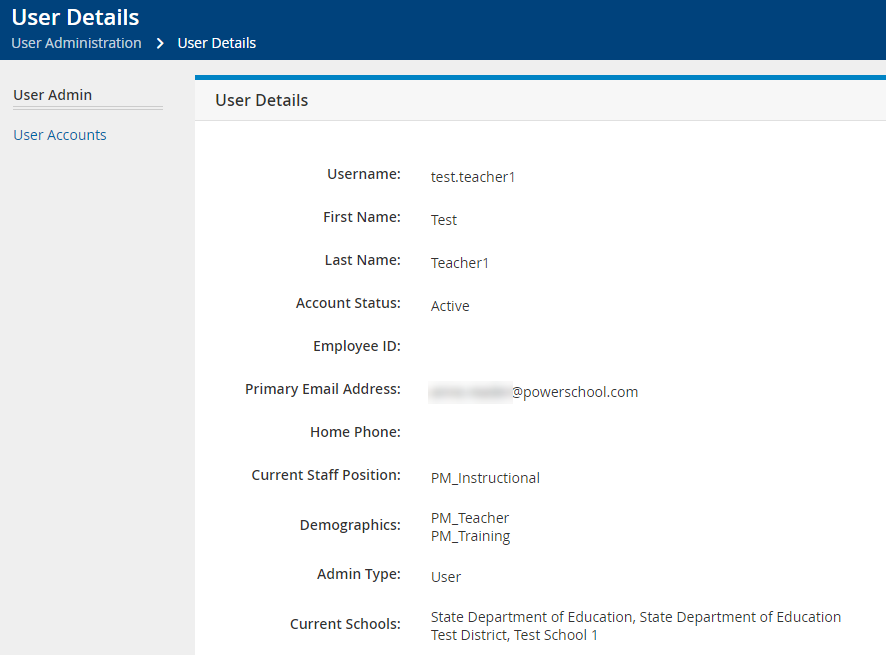 User Details
User Administration > User Details
User Admin
User Accounts
User Details
Username: test.teacher1
First Name: Test
Last Name: Teacher1
Account Status: Active
Employee ID:
Primary Email Address: @powerschool.com
Home Phone:
Current Staff Position: PM_Instructional
Demographics: PM_Teacher
PM_Training
Admin Type: User
Current Schools: State Department of Education, State Department of Education
Test District, Test School 1